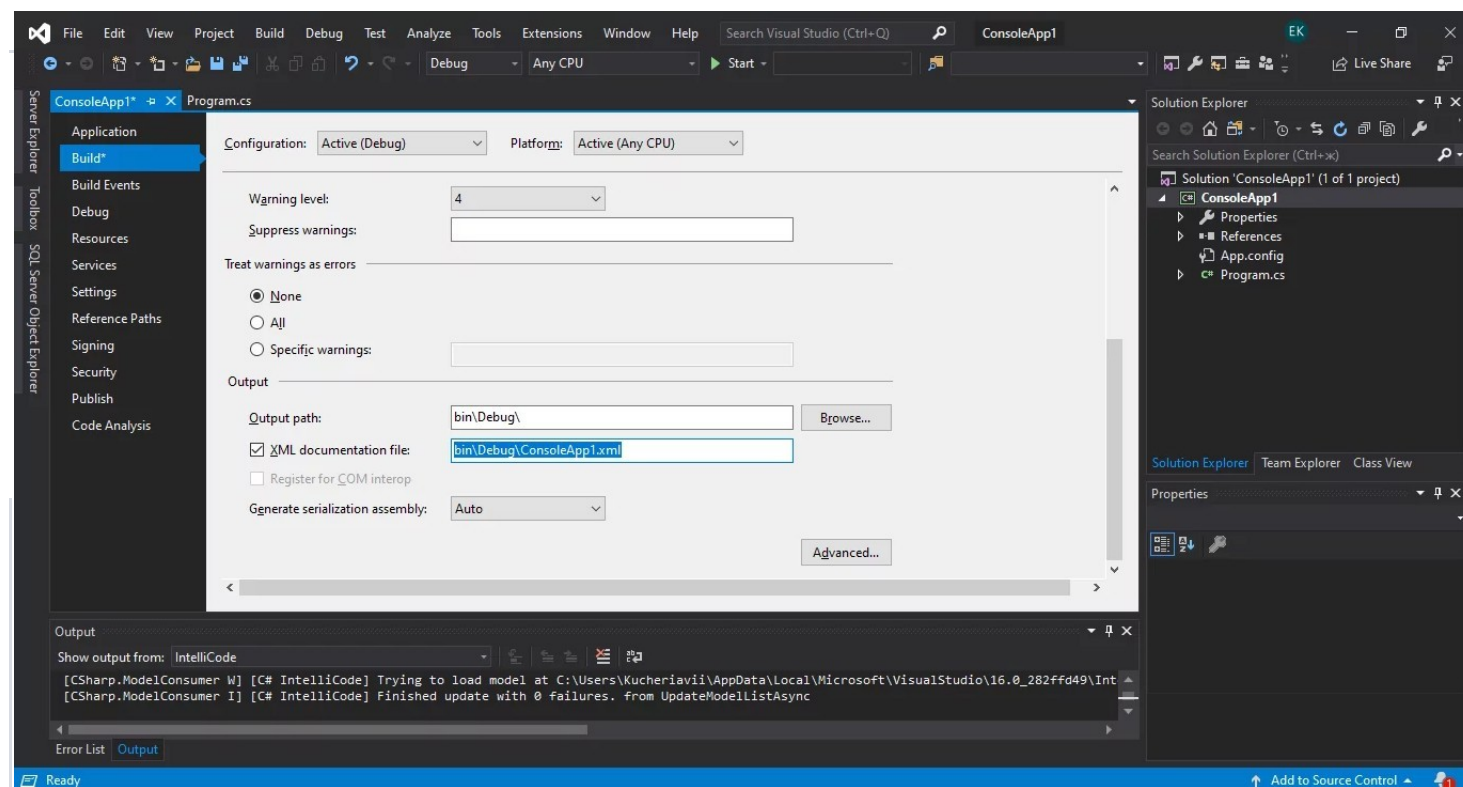 File Edit View Project Build Debug Test Analyze Tools Extensions Window Help Search Visual Studio (Ctrl+Q) ConsoleApp1 EK
Debug Any CPU Start Live Share
Server Explorer
Toolbox
SQL Server Object Explorer
ConsoleApp1* Program.cs
Application
Build*
Build Events
Debug
Resources
Services
Settings
Reference Paths
Signing
Security
Publish
Code Analysis
Configuration: Active (Debug) Platform: Active (Any CPU)
Warning level: 4
Suppress warnings:
Treat warnings as errors
None
All
Specific warnings:
Output
Output path: bin\Debug\ Browse...
XML documentation file: bin\Debug\ConsoleApp1.xml
Register for COM interop
Generate serialization assembly: Auto
Advanced...
Solution Explorer
Search Solution Explorer (Ctrl+ж)
Solution 'ConsoleApp1' (1 of 1 project)
C# ConsoleApp1
Properties
References
App.config
C# Program.cs
Solution Explorer Team Explorer Class View
Properties
Output
Show output from: IntelliCode
[CSharp.ModelConsumer W] [C# IntelliCode] Trying to load model at C:\Users\Kucheriavii\AppData\Local\Microsoft\VisualStudio\16.0_282ffd49\Int
[CSharp.ModelConsumer I] [C# IntelliCode] Finished update with 0 failures. from UpdateModelListAsync
Error List Output
Ready Add to Source Control 1